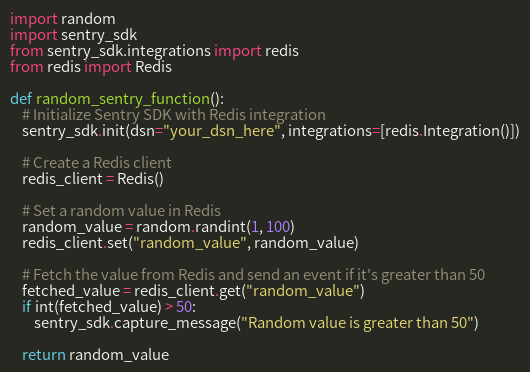 import random
import sentry_sdk
from sentry_sdk.integrations import redis
from redis import Redis
def random_sentry_function():
# Initialize Sentry SDK with Redis integration
sentry_sdk.init(dsn="your_dsn_here", integrations=[redis.Integration()])
# Create a Redis client
redis_client = Redis()
# Set a random value in Redis
random_value = random.randint(1, 100)
redis_client.set("random_value", random_value)
# Fetch the value from Redis and send an event if it's greater than 50
fetched_value = redis_client.get("random_value")
if int(fetched_value) > 50:
sentry_sdk.capture_message("Random value is greater than 50")
return random_value